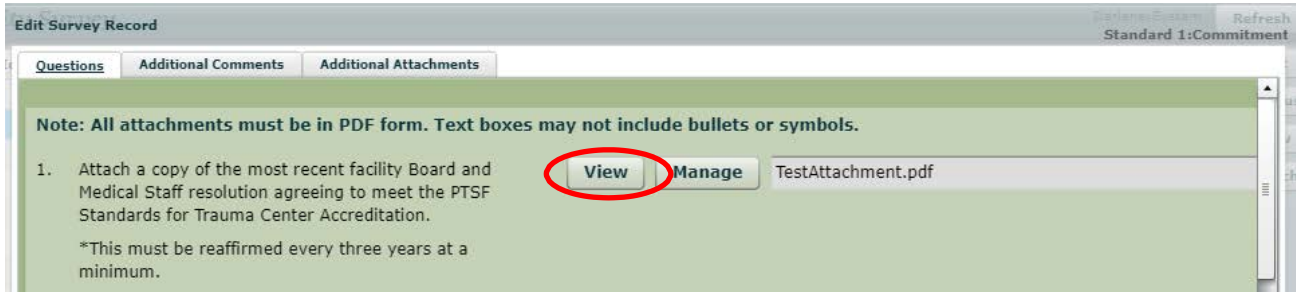 Edit Survey Record
Refresh
Standard 1:Commitment
Questions Additional Comments Additional Attachments
Note: All attachments must be in PDF form. Text boxes may not include bullets or symbols.
1. Attach a copy of the most recent facility Board and View Manage TestAttachment.pdf
Medical Staff resolution agreeing to meet the PTSF
Standards for Trauma Center Accreditation.
*This must be reaffirmed every three years at a
minimum.